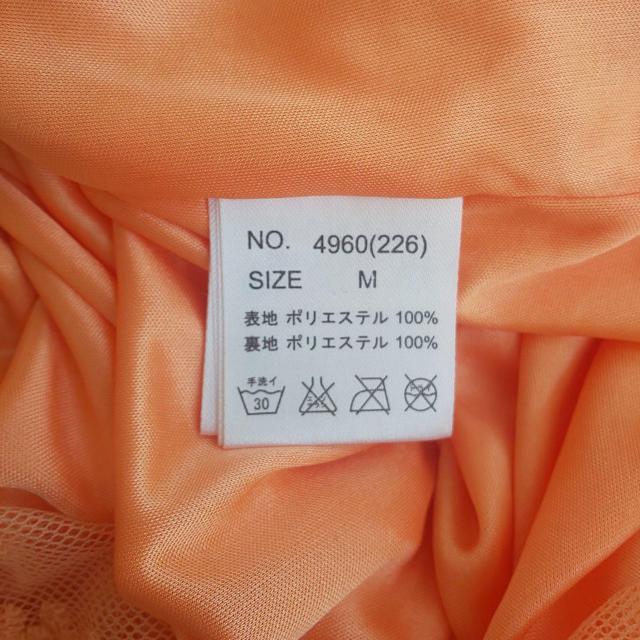 NO. 4960(226)
SIZE M
表地 ポリエステル 100%
裏地 ポリエステル 100%
手洗イ
30